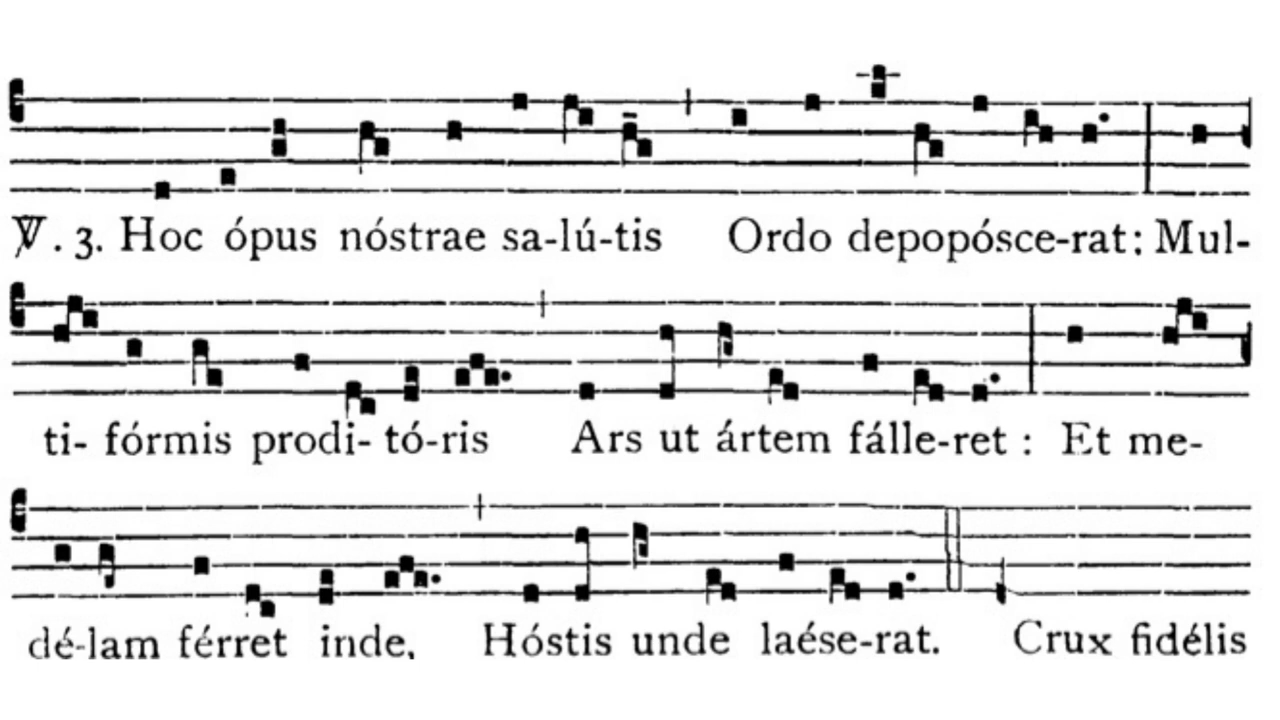 ℣. 3. Hoc ópus nóstrae sa-lú-tis Ordo depopósce-rat: Mul-
ti- fórmis prodi- tó-ris Ars ut ártem fálle-ret : Et me-
dé-lam férret inde, Hóstis unde laése-rat. Crux fidélis